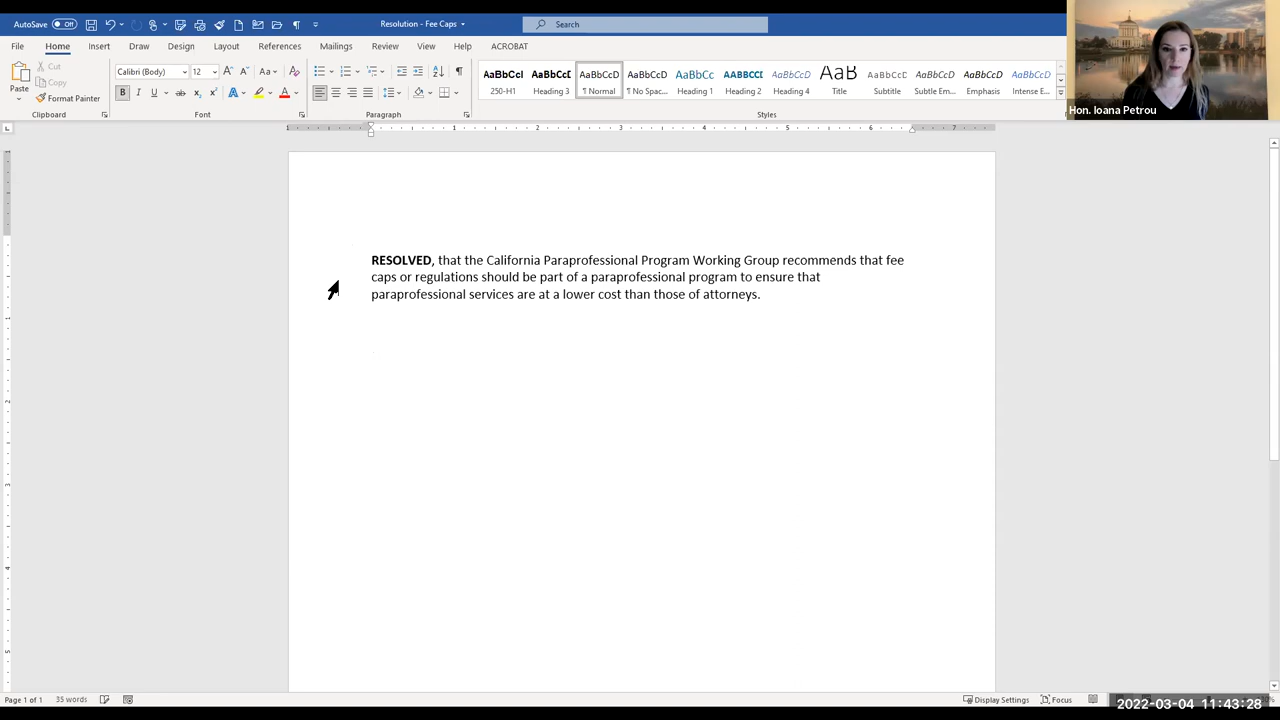 AutoSave Off
Resolution - Fee Caps
Search
File Home Insert Draw Design Layout References Mailings Review View Help ACROBAT
Paste
Cut
Copy
Format Painter
Clipboard
Calibri (Body) 12
Font
Paragraph
AaBbCcI AaBbCcD AaBbCcD AaBbCcD AaBbCc AABBCCI AaBbCcD AaB AaBbCcD AaBbCcD AaBbCcD AaBbCcD
250-H1 Heading 3 ¶ Normal ¶ No Spac... Heading 1 Heading 2 Heading 4 Title Subtitle Subtle Em... Emphasis Intense E...
Styles
Hon. Ioana Petrou
RESOLVED, that the California Paraprofessional Program Working Group recommends that fee
caps or regulations should be part of a paraprofessional program to ensure that
paraprofessional services are at a lower cost than those of attorneys.
Page 1 of 1 35 words
Display Settings Focus
2022-03-04 11:43:28